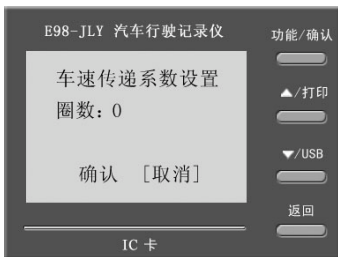 E98-JLY 汽车行驶记录仪
车速传递系数设置
圈数：0
确认 [取消]
IC 卡
功能/确认
▲/打印
▼/USB
返回